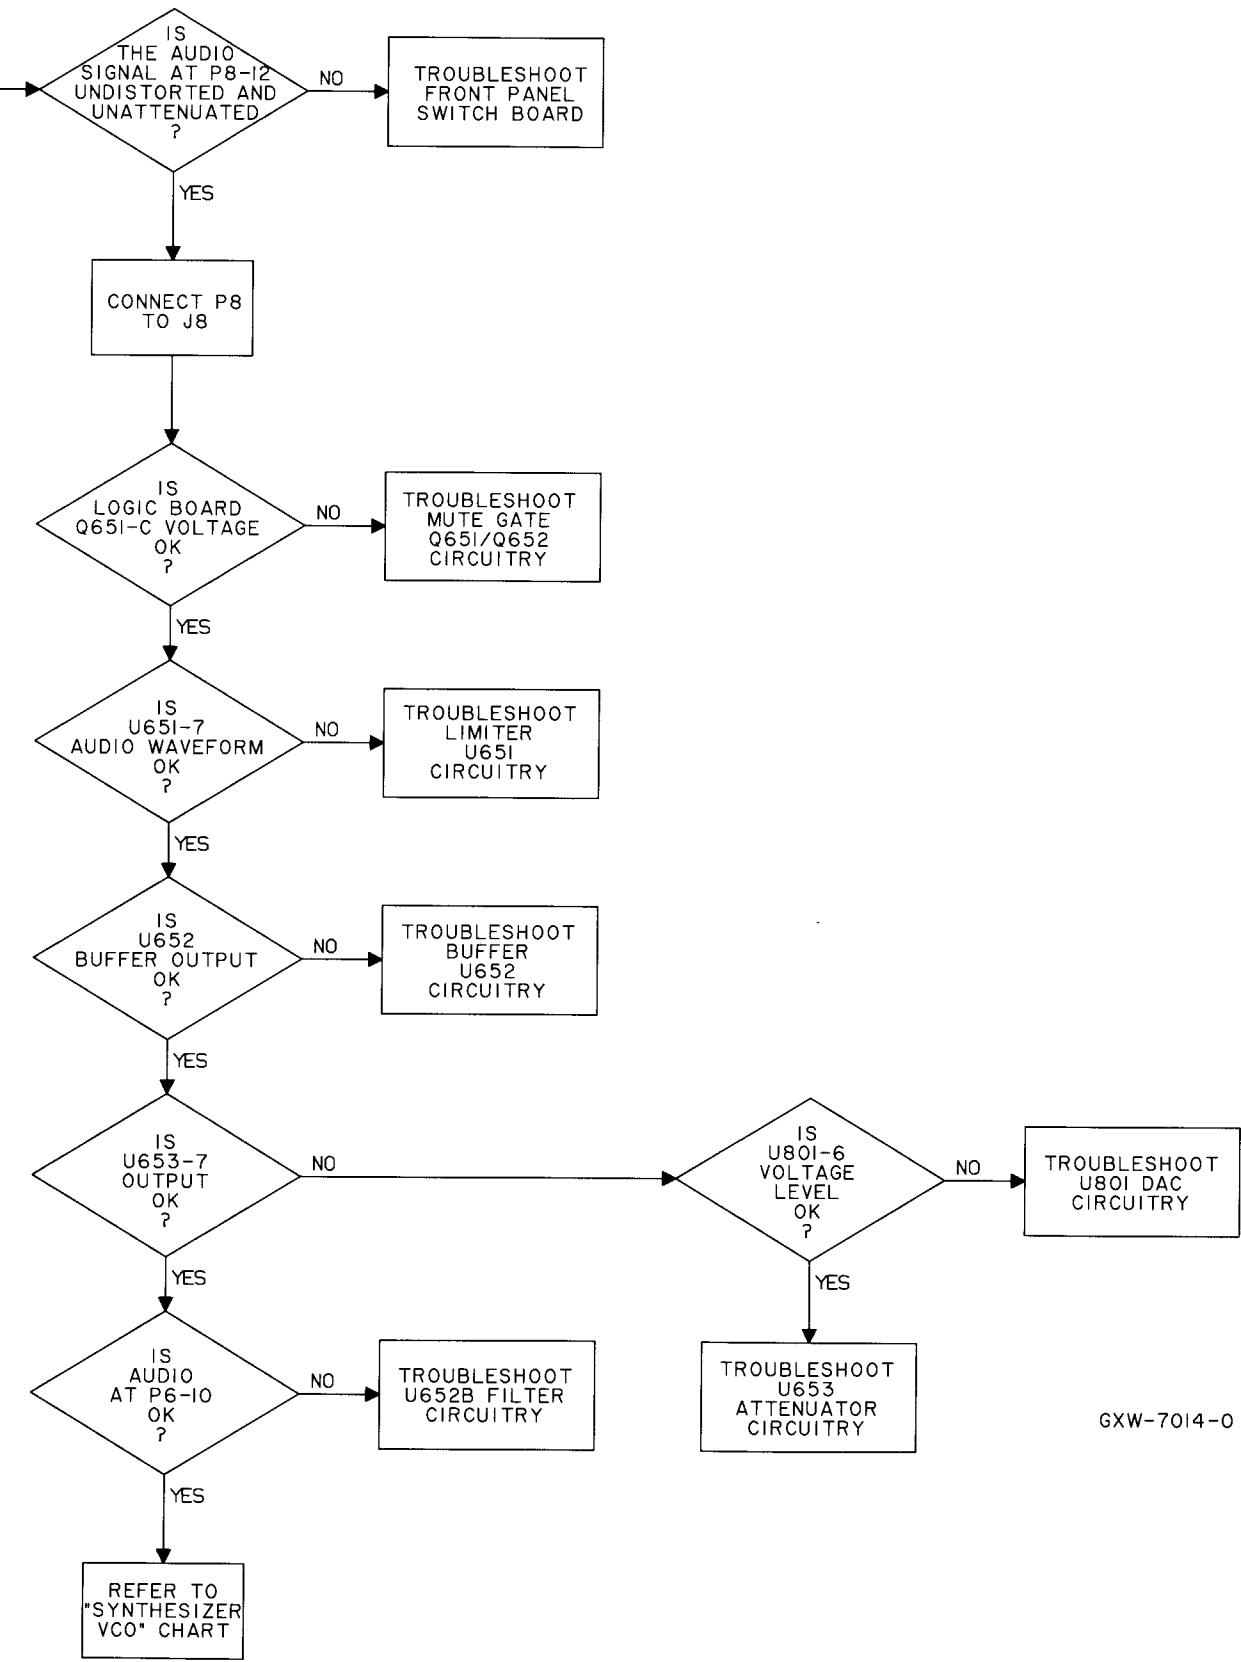 IS
THE AUDIO
SIGNAL AT P8-12
UNDISTORTED AND
UNATTENUATED
?
NO
TROUBLESHOOT
FRONT PANEL
SWITCH BOARD
YES
CONNECT P8
TO J8
IS
LOGIC BOARD
Q651-C VOLTAGE
OK
?
NO
TROUBLESHOOT
MUTE GATE
Q651/Q652
CIRCUITRY
YES
IS
U651-7
AUDIO WAVEFORM
OK
?
NO
TROUBLESHOOT
LIMITER
U651
CIRCUITRY
YES
IS
U652
BUFFER OUTPUT
OK
?
NO
TROUBLESHOOT
BUFFER
U652
CIRCUITRY
YES
IS
U653-7
OUTPUT
OK
?
NO
IS
U801-6
VOLTAGE
LEVEL
OK
?
NO
TROUBLESHOOT
U801 DAC
CIRCUITRY
YES
YES
IS
AUDIO
AT P6-10
OK
?
NO
TROUBLESHOOT
U652B FILTER
CIRCUITRY
TROUBLESHOOT
U653
ATTENUATOR
CIRCUITRY
GXW-7014-0
YES
REFER TO
"SYNTHESIZER
VCO" CHART